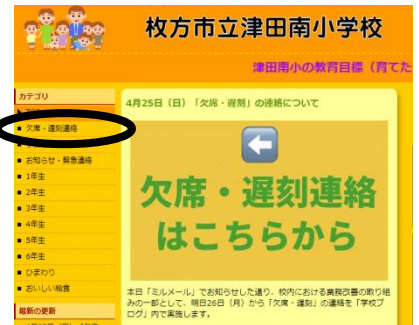 枚方市立津田南小学校
津田南小の教育目標（育てた
カテゴリ
欠席・遅刻連絡
お知らせ・緊急連絡
1年生
2年生
3年生
4年生
5年生
6年生
ひまわり
おいしい給食
最新の更新
4月25日（日）「欠席・遅刻」の連絡について
欠席・遅刻連絡
はこちらから
本日「ミルメール」でお知らせした通り、校内における業務改善の取り組
みの一部として、明日26日（月）から「欠席・遅刻」の連絡を「学校ブ
ログ」内で実施します。